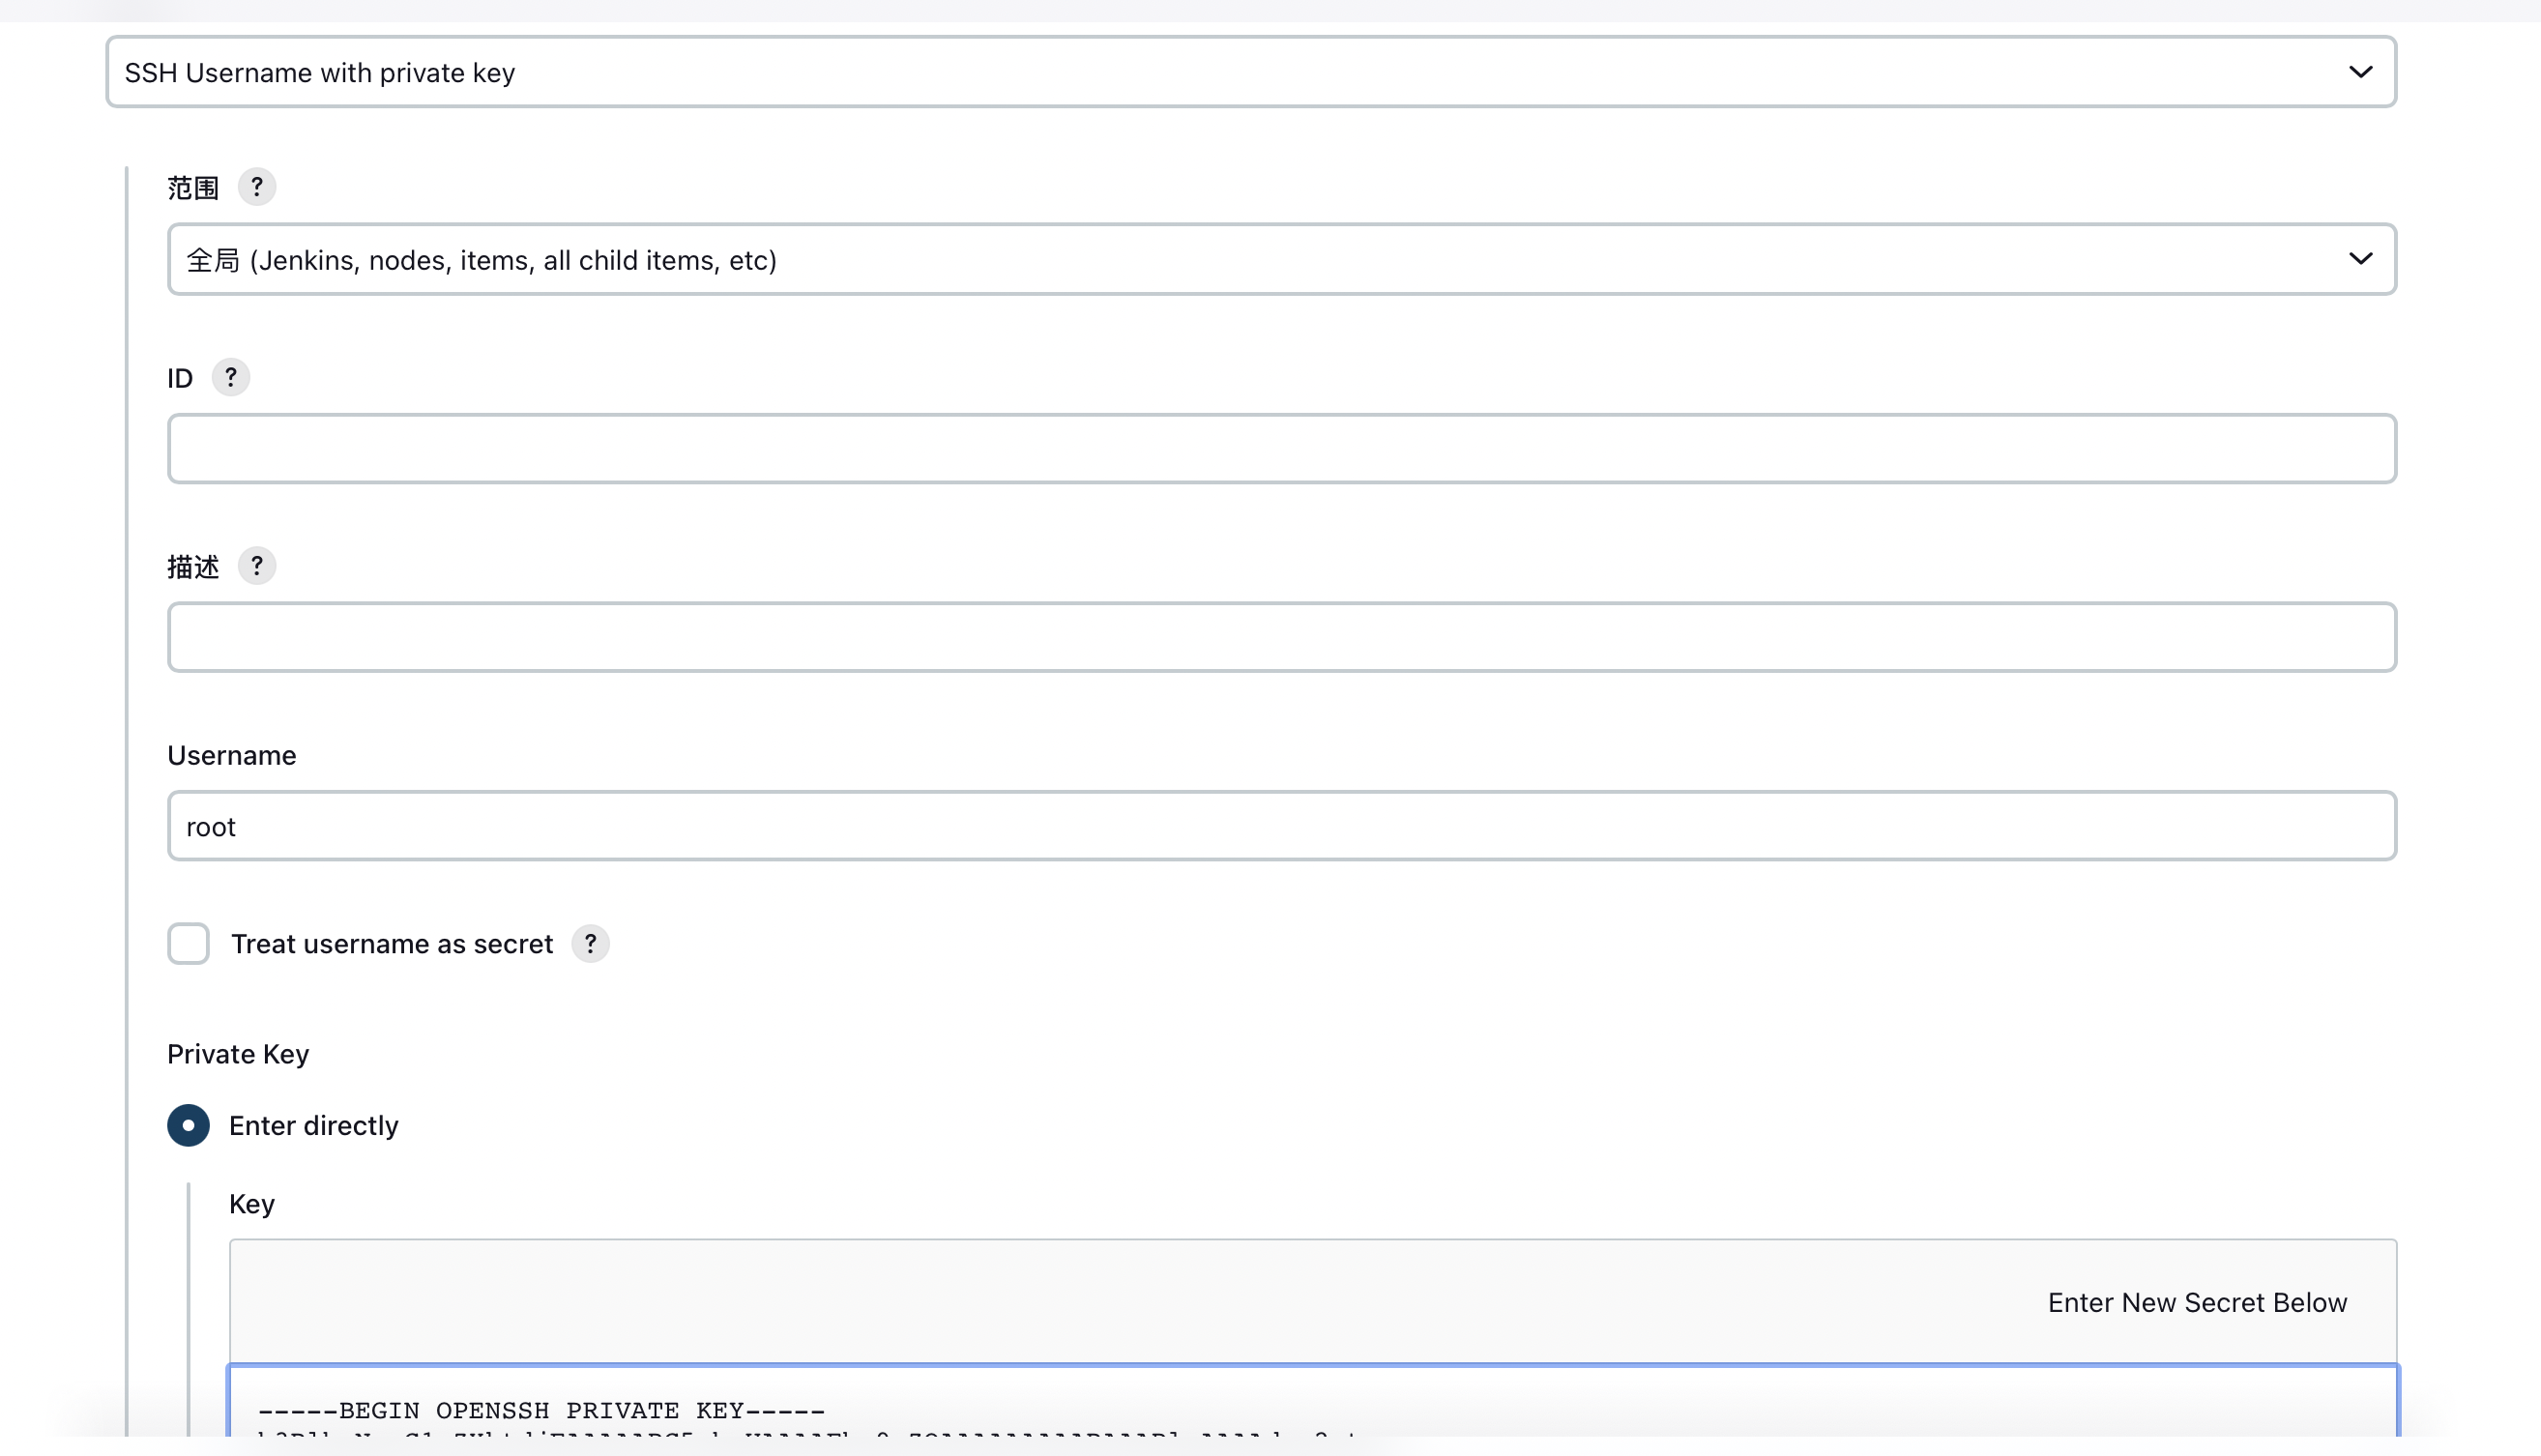 SSH Username with private key
范围 ?
全局 (Jenkins, nodes, items, all child items, etc)
ID ?
描述 ?
Username
root
Treat username as secret ?
Private Key
Enter directly
Key
Enter New Secret Below
-----BEGIN OPENSSH PRIVATE KEY-----